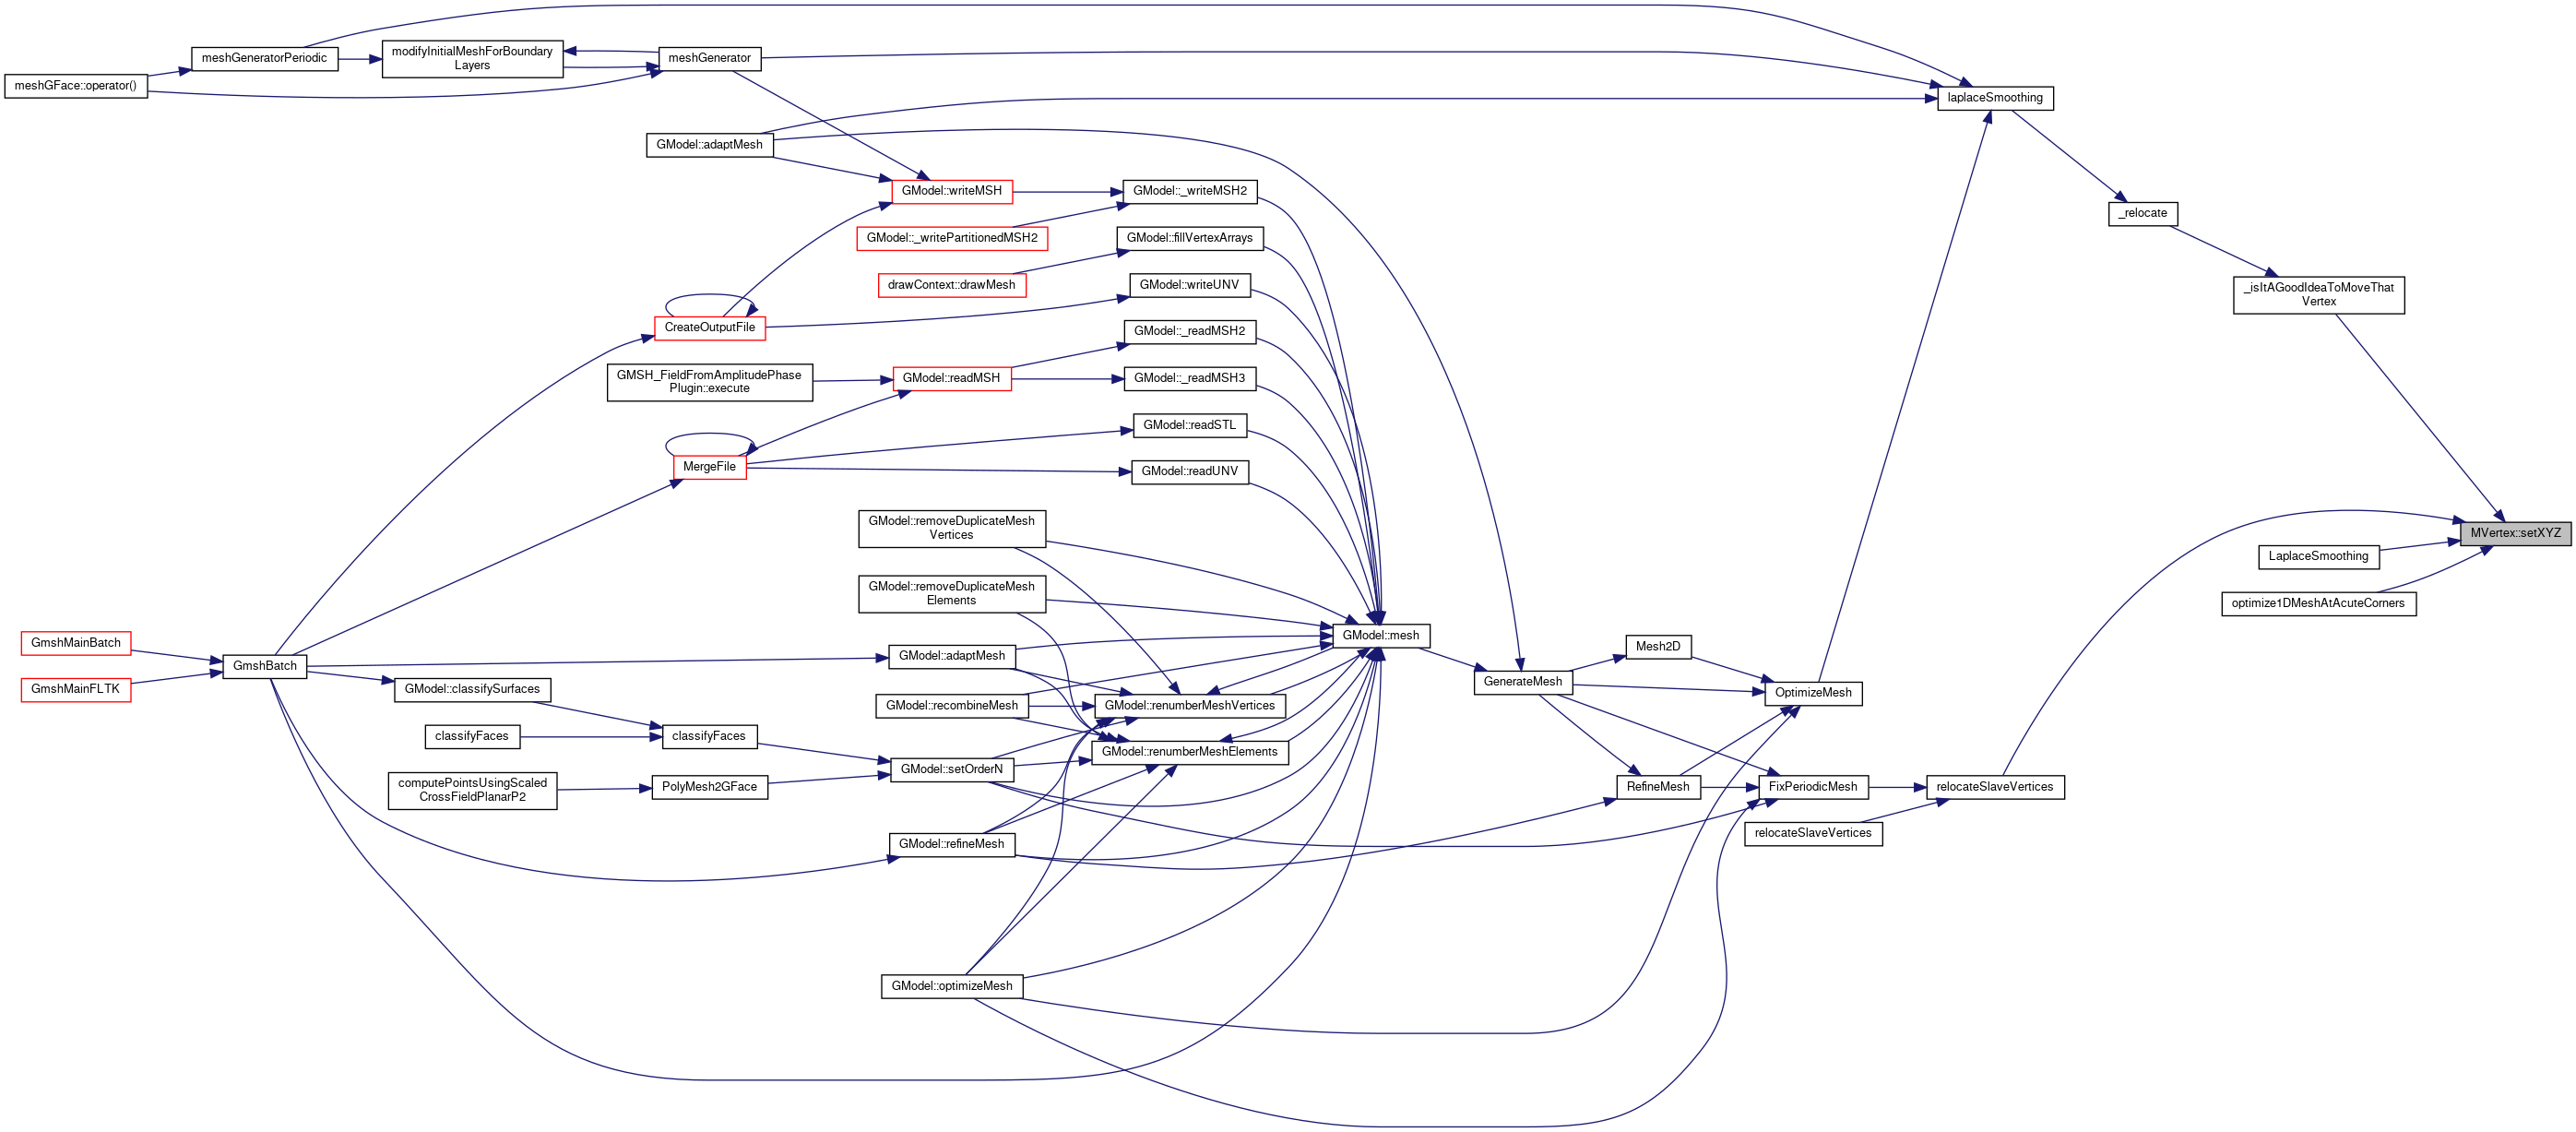 meshGFace::operator()
meshGeneratorPeriodic
modifyInitialMeshForBoundary
Layers
meshGenerator
laplaceSmoothing
GModel::adaptMesh
GModel::writeMSH
GModel::_writeMSH2
_relocate
GModel::_writePartitionedMSH2
GModel::fillVertexArrays
drawContext::drawMesh
GModel::writeUNV
_isItAGoodIdeaToMoveThat
Vertex
CreateOutputFile
GModel::_readMSH2
GMSH_FieldFromAmplitudePhase
Plugin::execute
GModel::readMSH
GModel::_readMSH3
GModel::readSTL
MergeFile
GModel::readUNV
GModel::removeDuplicateMesh
Vertices
MVertex::setXYZ
LaplaceSmoothing
GModel::removeDuplicateMesh
Elements
optimize1DMeshAtAcuteCorners
GmshMainBatch
GmshBatch
GModel::adaptMesh
GModel::mesh
Mesh2D
GmshMainFLTK
GModel::classifySurfaces
GModel::recombineMesh
GModel::renumberMeshVertices
GenerateMesh
OptimizeMesh
classifyFaces
classifyFaces
GModel::renumberMeshElements
computePointsUsingScaled
CrossFieldPlanarP2
PolyMesh2GFace
GModel::setOrderN
RefineMesh
FixPeriodicMesh
relocateSlaveVertices
relocateSlaveVertices
GModel::refineMesh
GModel::optimizeMesh